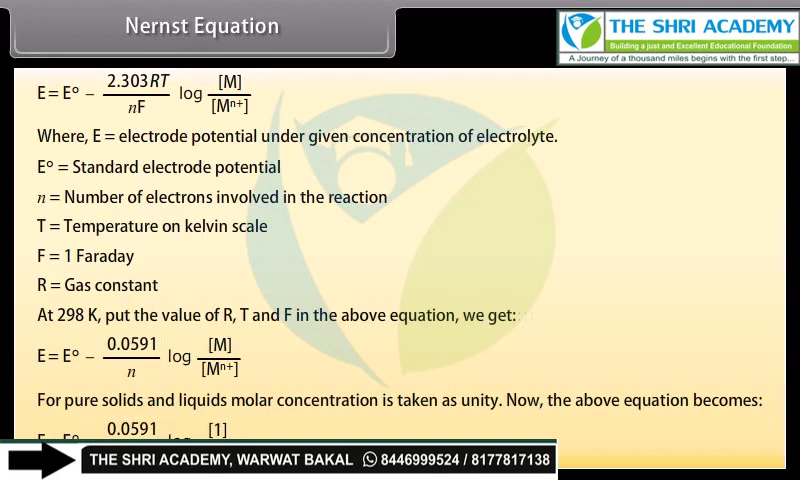 Nernst Equation
THE SHRI ACADEMY
Building a just and Excellent Educational Foundation
A Journey of a thousand miles begins with the first step...
E = E° – 2.303RT/nF log [M]/[Mⁿ⁺]
Where, E = electrode potential under given concentration of electrolyte.
E° = Standard electrode potential
n = Number of electrons involved in the reaction
T = Temperature on kelvin scale
F = 1 Faraday
R = Gas constant
At 298 K, put the value of R, T and F in the above equation, we get:
E = E° – 0.0591/n log [M]/[Mⁿ⁺]
For pure solids and liquids molar concentration is taken as unity. Now, the above equation becomes:
0.0591 [1]
THE SHRI ACADEMY, WARWAT BAKAL 8446999524 / 8177817138